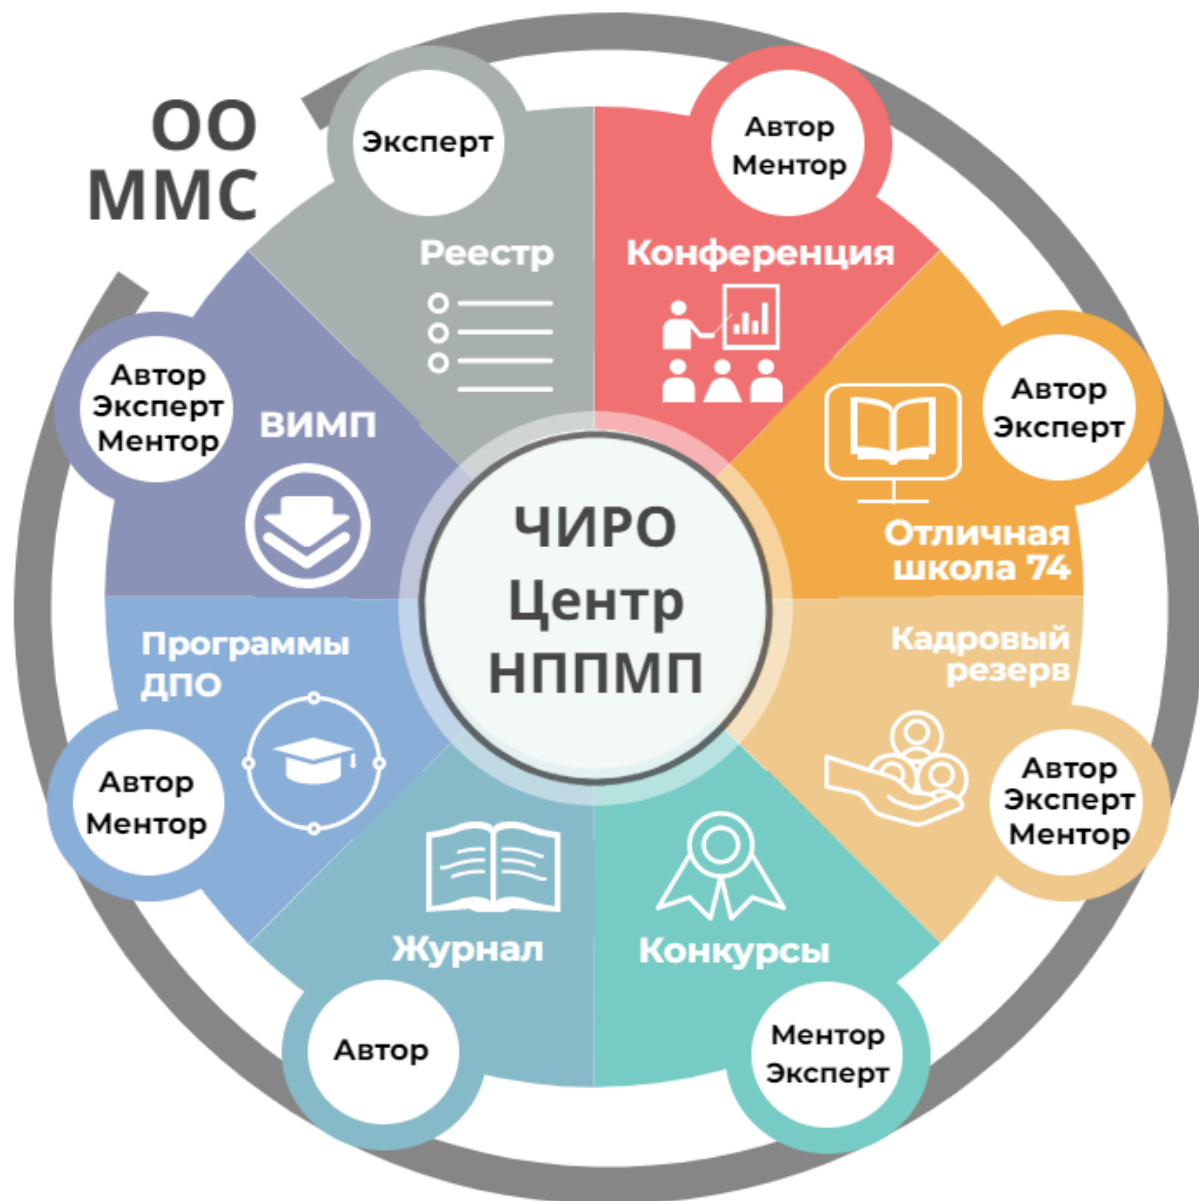 ОО
ММС
Эксперт
Реестр
Автор
Ментор
Конференция
Автор
Эксперт
Отличная
школа 74
Кадровый
резерв
Автор
Эксперт
Ментор
Конкурсы
Ментор
Эксперт
Журнал
Автор
Программы
ДПО
Автор
Ментор
Автор
Эксперт
Ментор
ВИМП
ЧИРО
Центр
НППМП